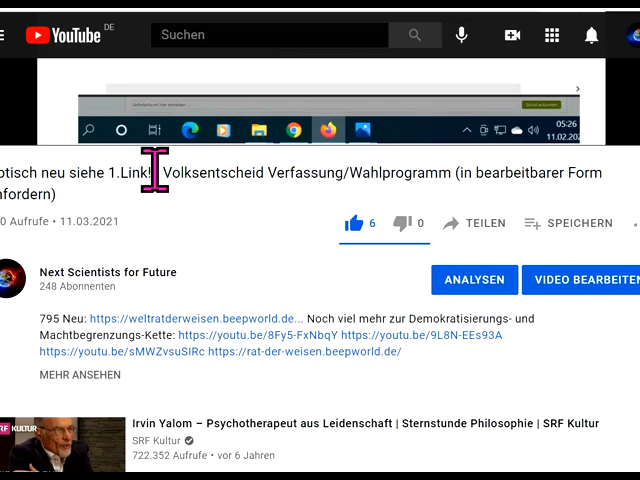 YouTube DE
Suchen
Sofort einblenden
05:26
11.02.202
ptisch neu siehe 1.Link! Volksentscheid Verfassung/Wahlprogramm (in bearbeitbarer Form
nfordern)
0 Aufrufe • 11.03.2021
6
0
TEILEN
SPEICHERN
Next Scientists for Future
248 Abonnenten
ANALYSEN
VIDEO BEARBEITEN
795 Neu: https://weltratderweisen.beepworld.de... Noch viel mehr zur Demokratisierungs- und
Machtbegrenzungs-Kette: https://youtu.be/8Fy5-FxNbqY https://youtu.be/9L8N-EEs93A
https://youtu.be/sMWZvsuSIRc https://rat-der-weisen.beepworld.de/
MEHR ANSEHEN
SRF KULTUR
Irvin Yalom – Psychotherapeut aus Leidenschaft | Sternstunde Philosophie | SRF Kultur
SRF Kultur
722.352 Aufrufe • vor 6 Jahren